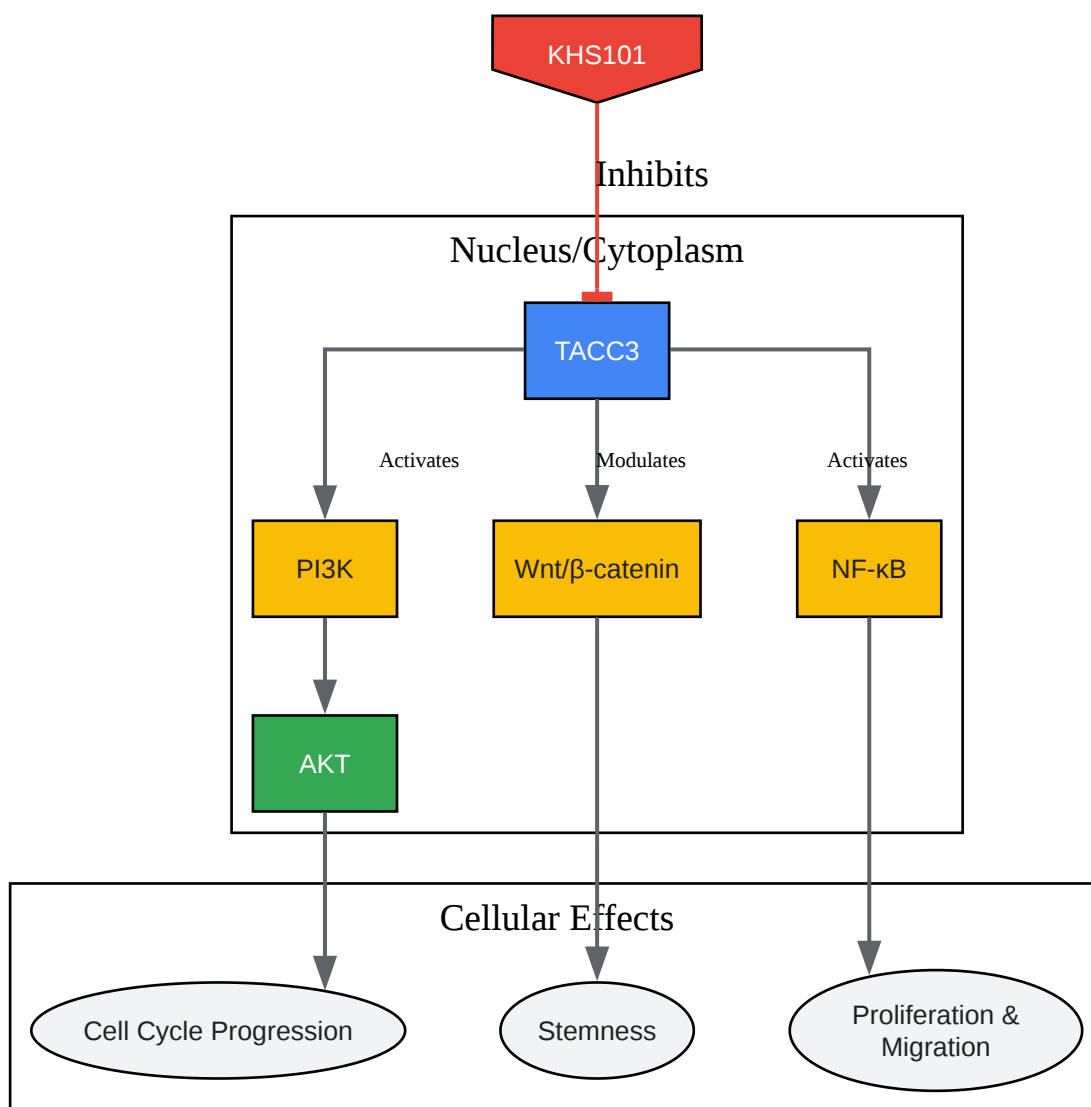 KHS101
Inhibits
Nucleus/Cytoplasm
TACC3
Activates
Modulates
Activates
PI3K
Wnt/β-catenin
NF-κB
AKT
Cellular Effects
Cell Cycle Progression
Stemness
Proliferation &
Migration